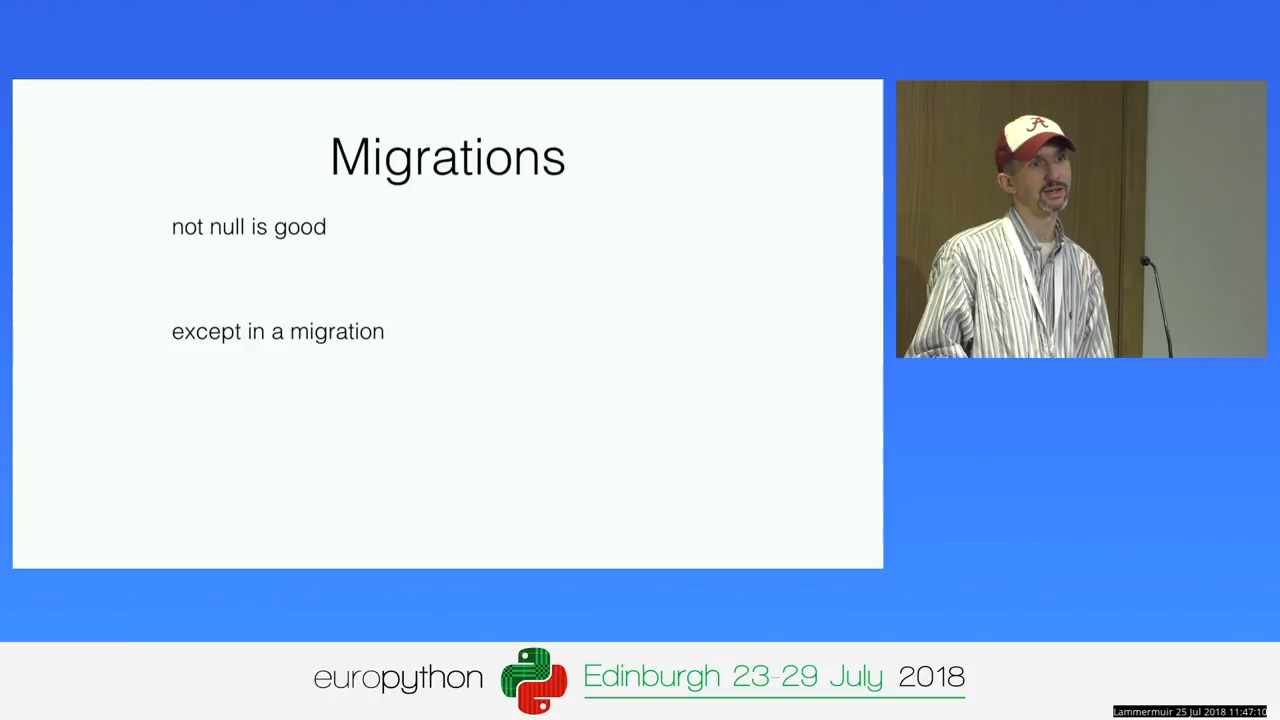 Migrations
not null is good
except in a migration
A
europython Edinburgh 23-29 July 2018
Lammermuir 25 Jul 2018 11:47:10